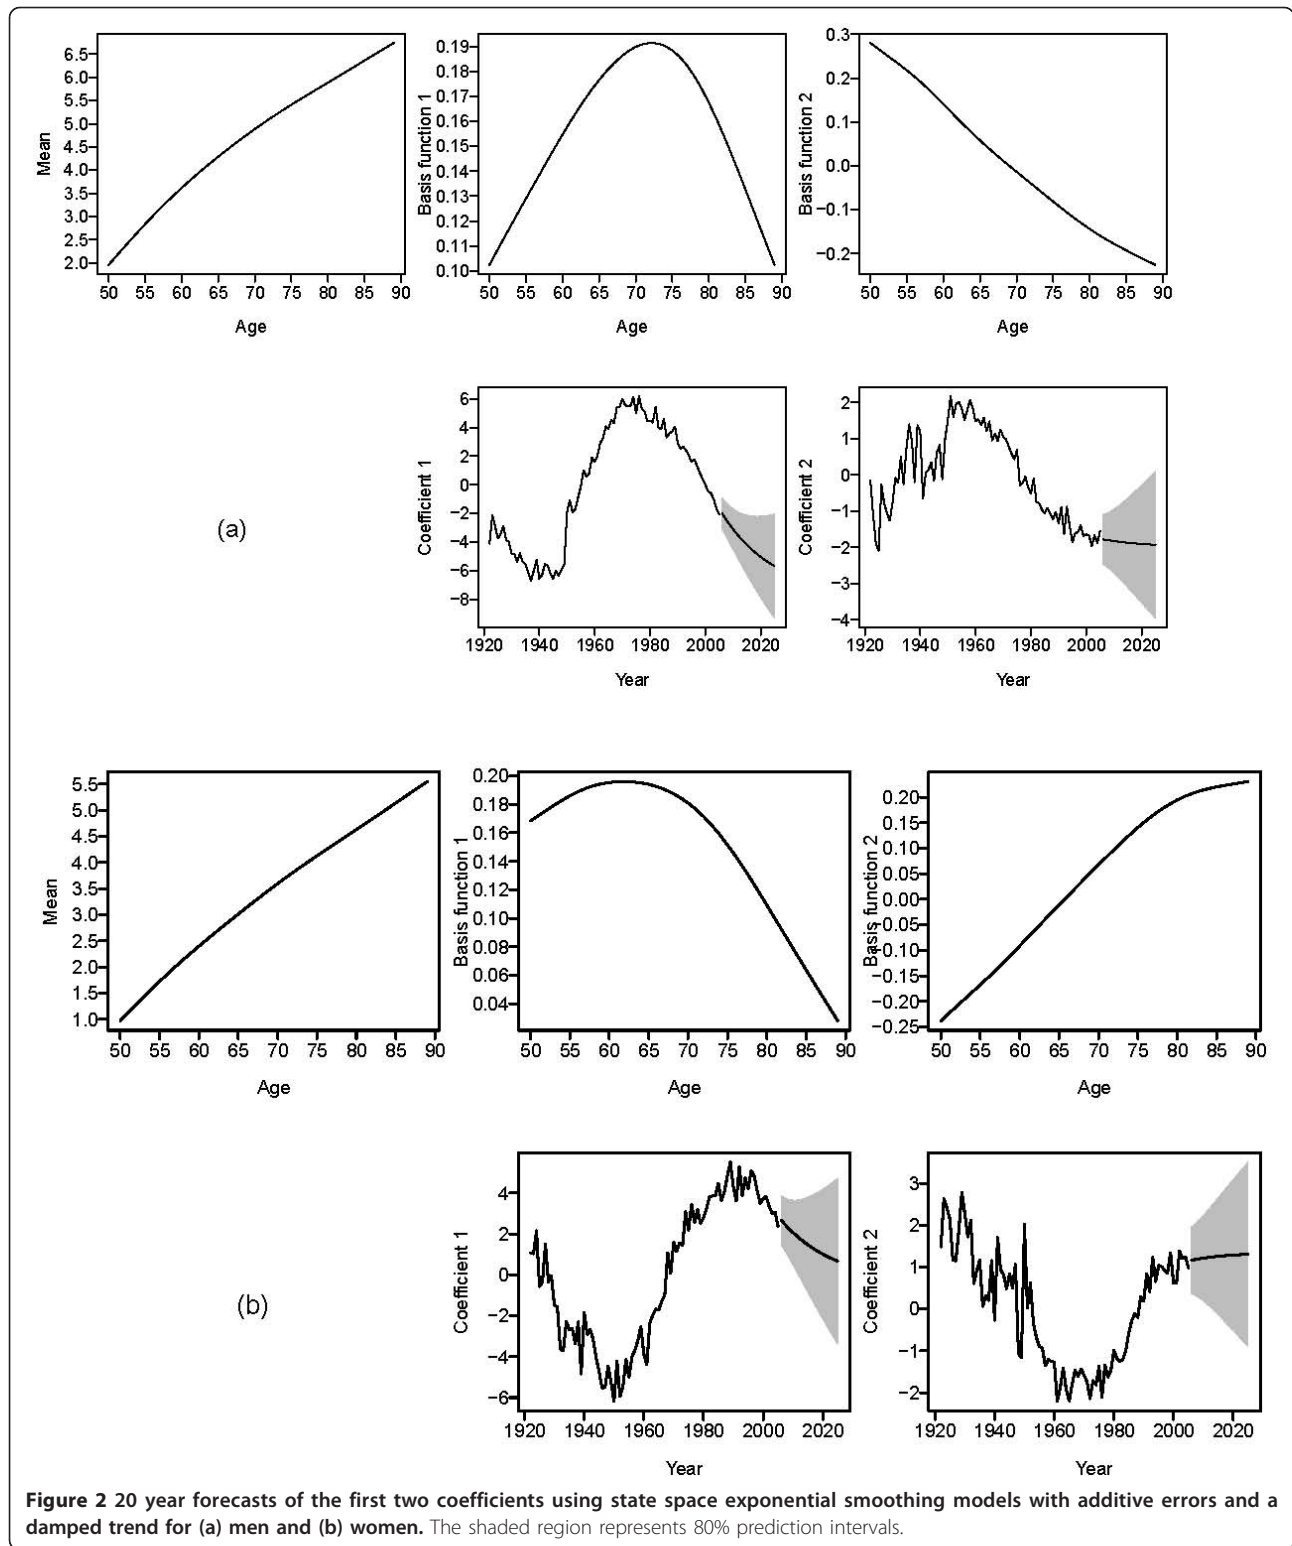 6.5
6.0
5.5
5.0
4.5
4.0
3.5
3.0
2.5
2.0
Mean
50 55 60 65 70 75 80 85 90
Age
0.19
0.18
0.17
0.16
0.15
0.14
0.13
0.12
0.11
0.10
Basis function 1
50 55 60 65 70 75 80 85 90
Age
0.3
0.2
0.1
0.0
−0.1
−0.2
Basis function 2
50 55 60 65 70 75 80 85 90
Age
(a)
6
4
2
0
−2
−4
−6
−8
Coefficient 1
1920 1940 1960 1980 2000 2020
Year
2
1
0
−1
−2
−3
−4
Coefficient 2
1920 1940 1960 1980 2000 2020
Year
5.5
5.0
4.5
4.0
3.5
3.0
2.5
2.0
1.5
1.0
Mean
50 55 60 65 70 75 80 85 90
Age
0.20
0.18
0.16
0.14
0.12
0.10
0.08
0.06
0.04
Basis function 1
50 55 60 65 70 75 80 85 90
Age
0.20
0.15
0.10
0.05
0.00
−0.05
−0.10
−0.15
−0.20
−0.25
Basis function 2
50 55 60 65 70 75 80 85 90
Age
(b)
4
2
0
−2
−4
−6
Coefficient 1
1920 1940 1960 1980 2000 2020
Year
3
2
1
0
−1
−2
Coefficient 2
1920 1940 1960 1980 2000 2020
Year
Figure 2 20 year forecasts of the first two coefficients using state space exponential smoothing models with additive errors and a
damped trend for (a) men and (b) women. The shaded region represents 80% prediction intervals.